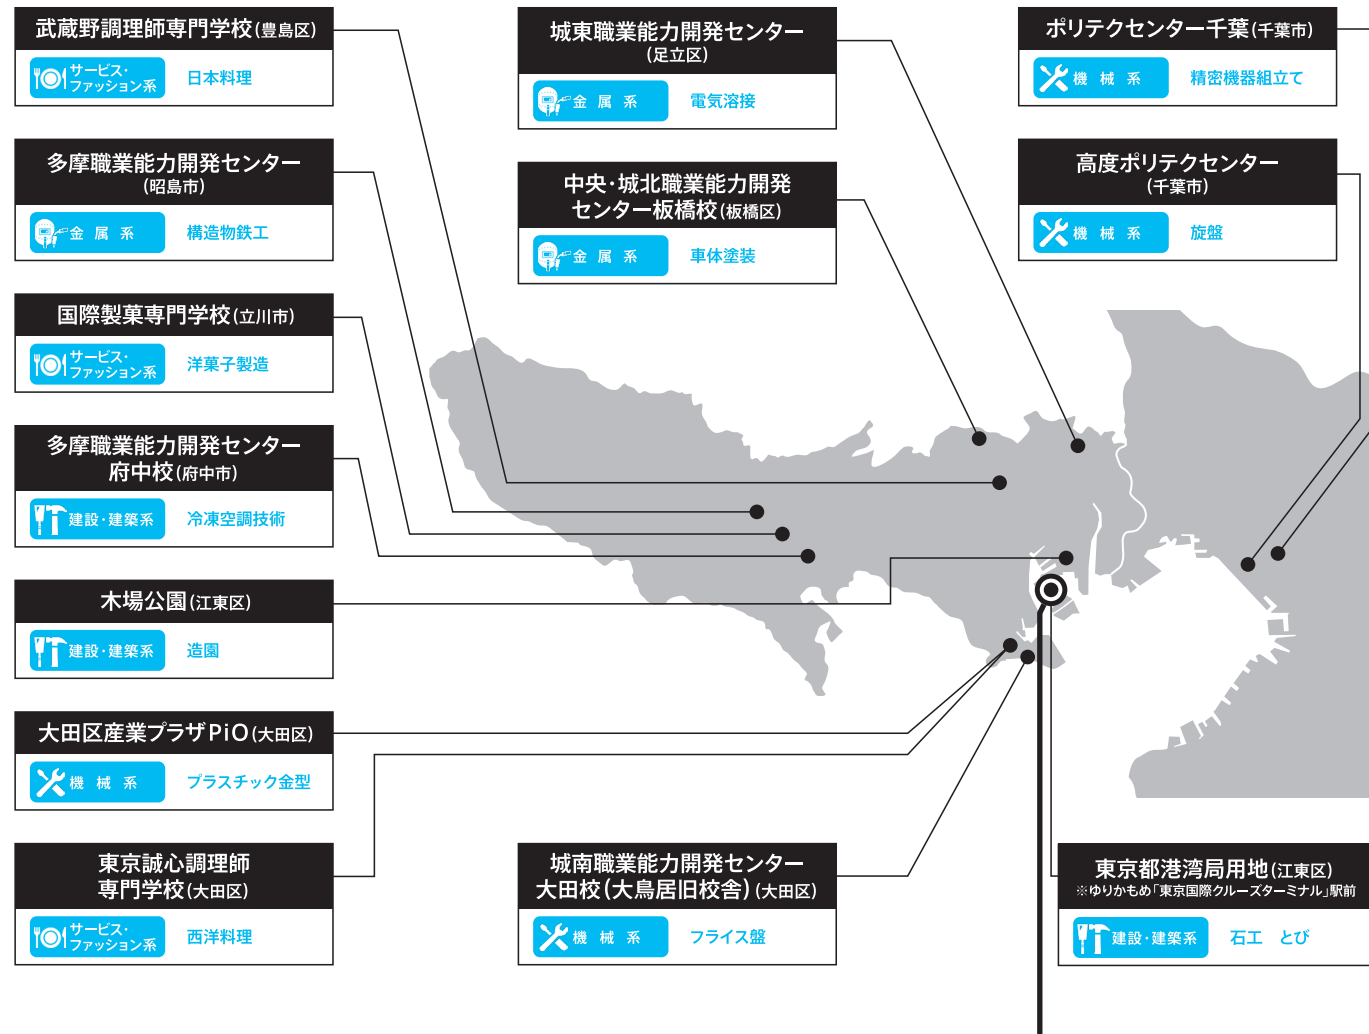 武蔵野調理師専門学校(豊島区)
サービス・
ファッション系
日本料理
多摩職業能力開発センター
(昭島市)
金属系
構造物鉄工
国際製菓専門学校(立川市)
サービス・
ファッション系
洋菓子製造
多摩職業能力開発センター
府中校(府中市)
建設・建築系
冷凍空調技術
木場公園(江東区)
建設・建築系
造園
大田区産業プラザPiO(大田区)
機械系
プラスチック金型
東京誠心調理師
専門学校(大田区)
サービス・
ファッション系
西洋料理
城東職業能力開発センター
(足立区)
金属系
電気溶接
中央・城北職業能力開発
センター板橋校(板橋区)
金属系
車体塗装
城南職業能力開発センター
大田校(大鳥居旧校舎)(大田区)
機械系
フライス盤
ポリテクセンター千葉(千葉市)
機械系
精密機器組立て
高度ポリテクセンター
(千葉市)
機械系
旋盤
東京都港湾局用地(江東区)
※ゆりかもめ「東京国際クルーズターミナル」駅前
建設・建築系
石工 とび